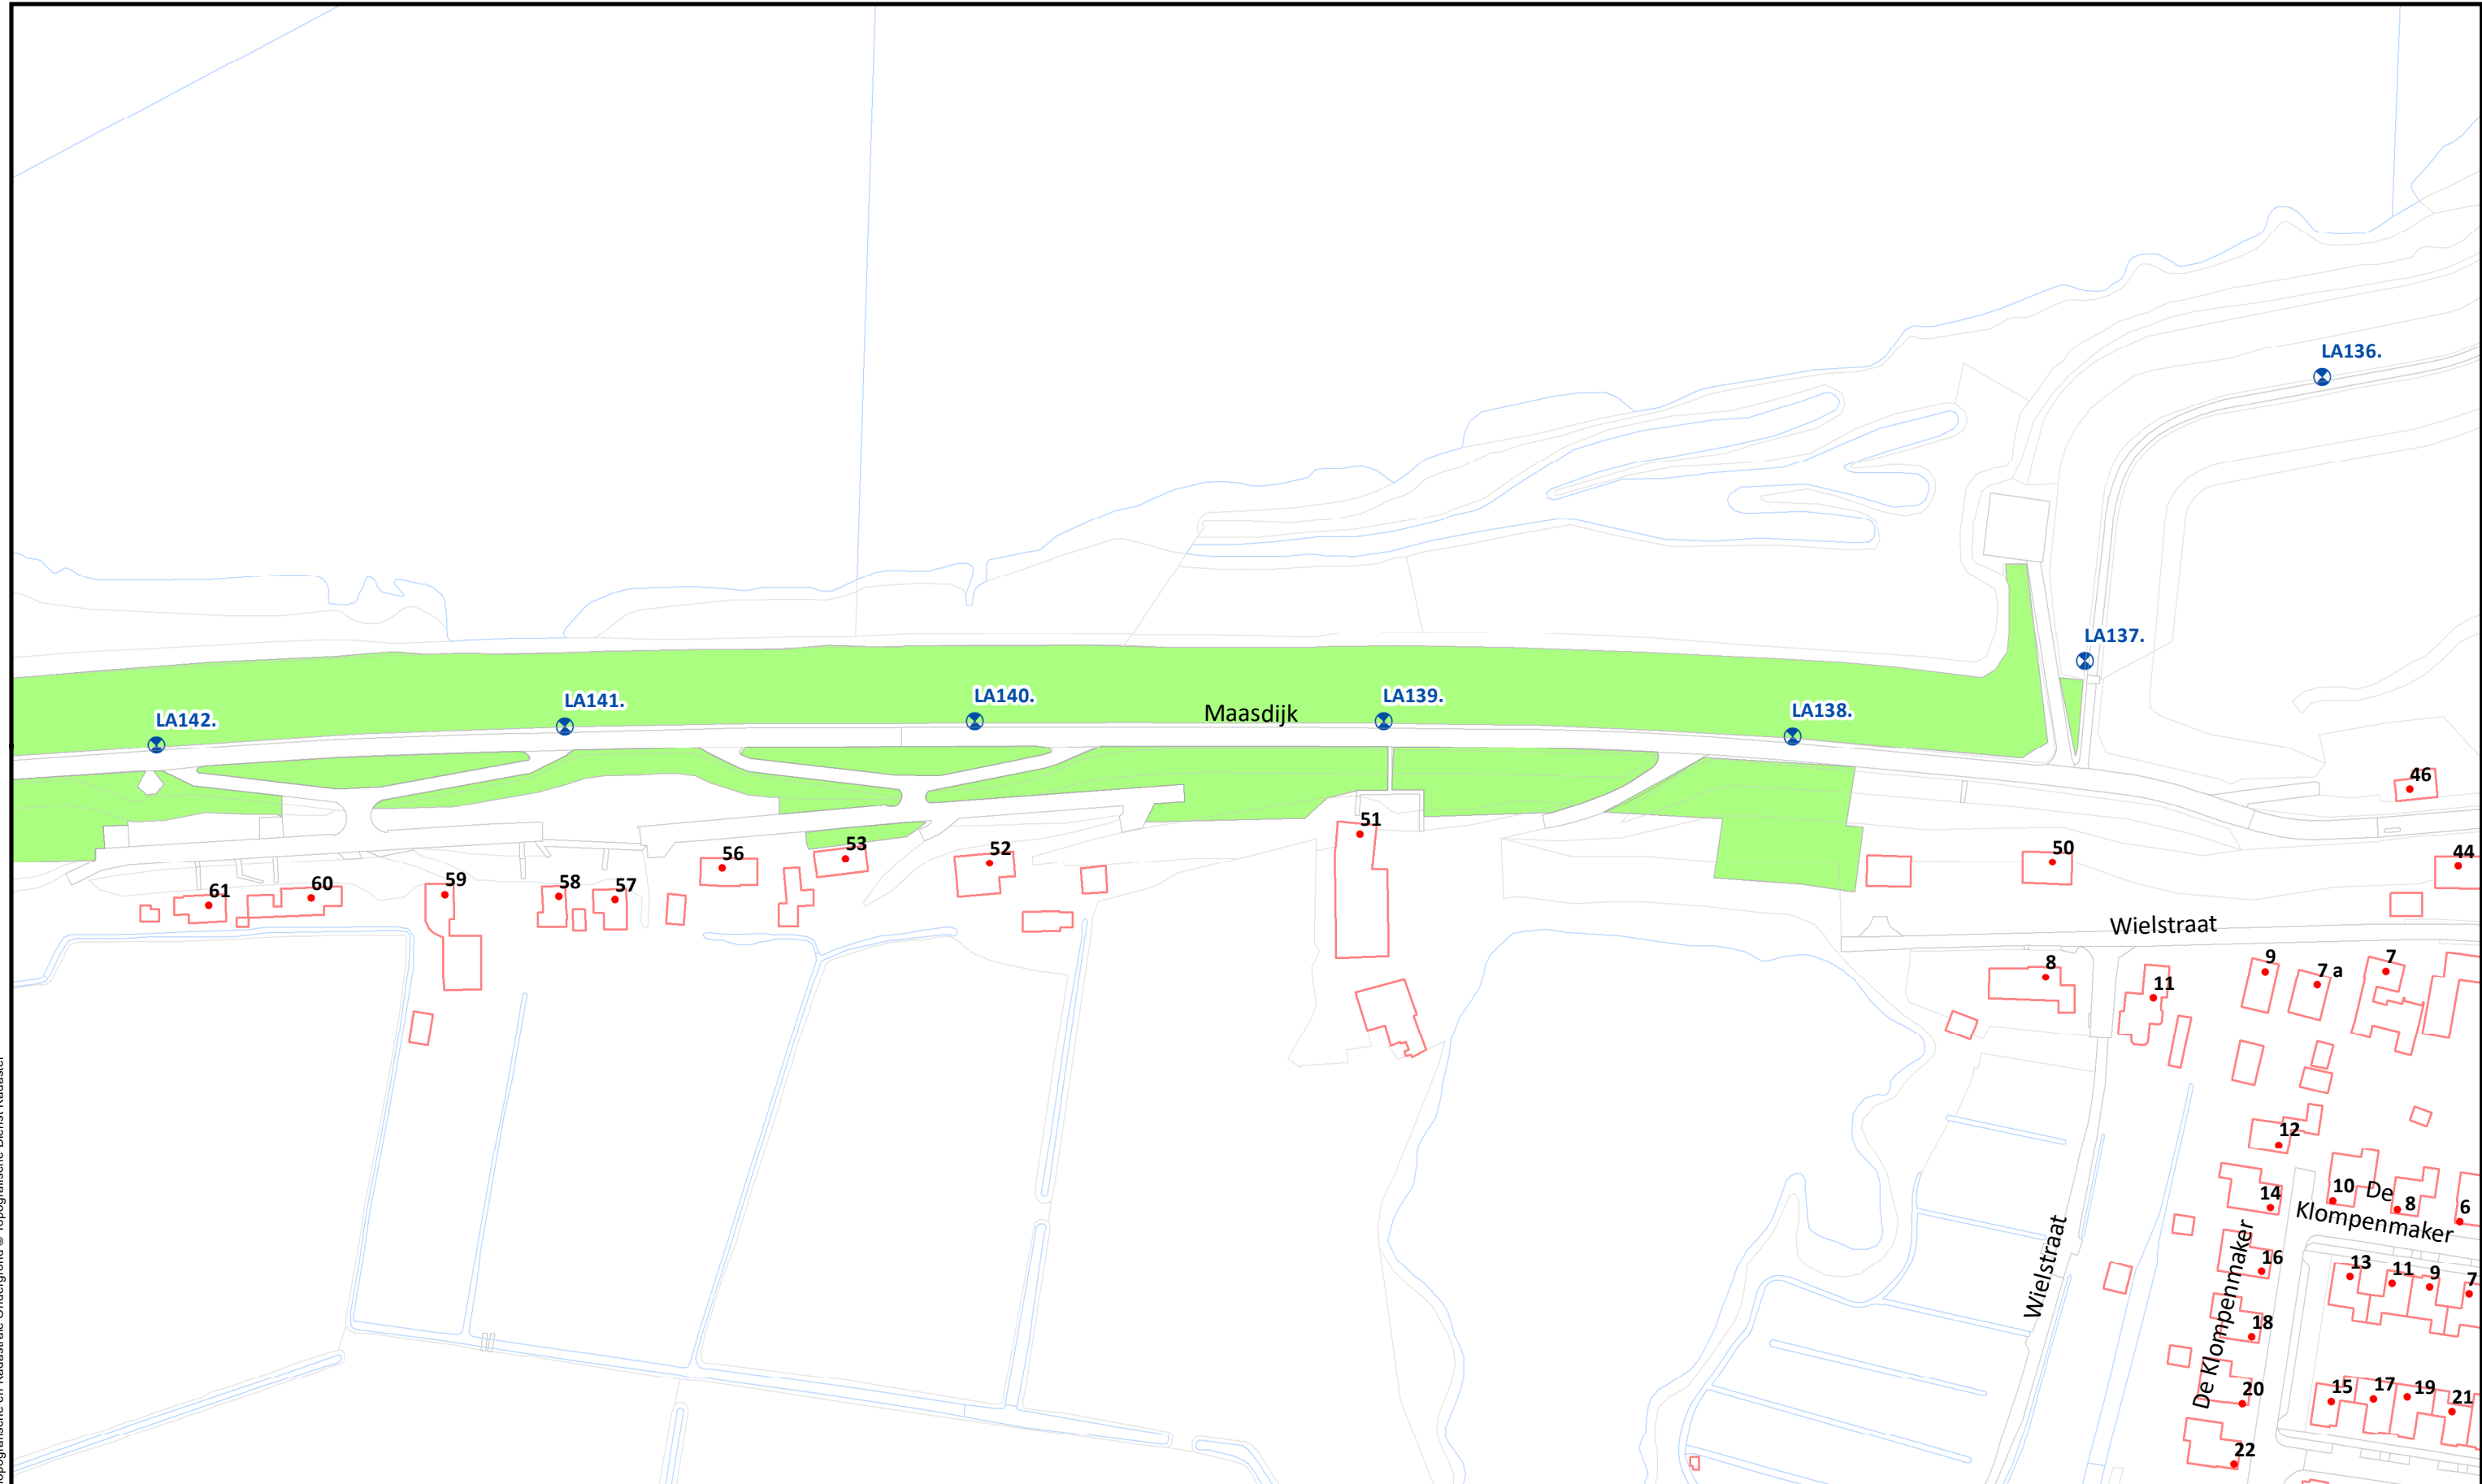 LA136.
LA137.
LA142.
LA141.
LA140.
Maasdijk
LA139.
LA138.
46
51
61
60
59
58
57
56
53
52
50
44
Wielstraat
8
11
9
7 a
7
12
14
10
De
8
6
Klompenmaker
De Klompenmaker
Wielstraat
16
13
11
9
7
18
20
15
17
19
21
22